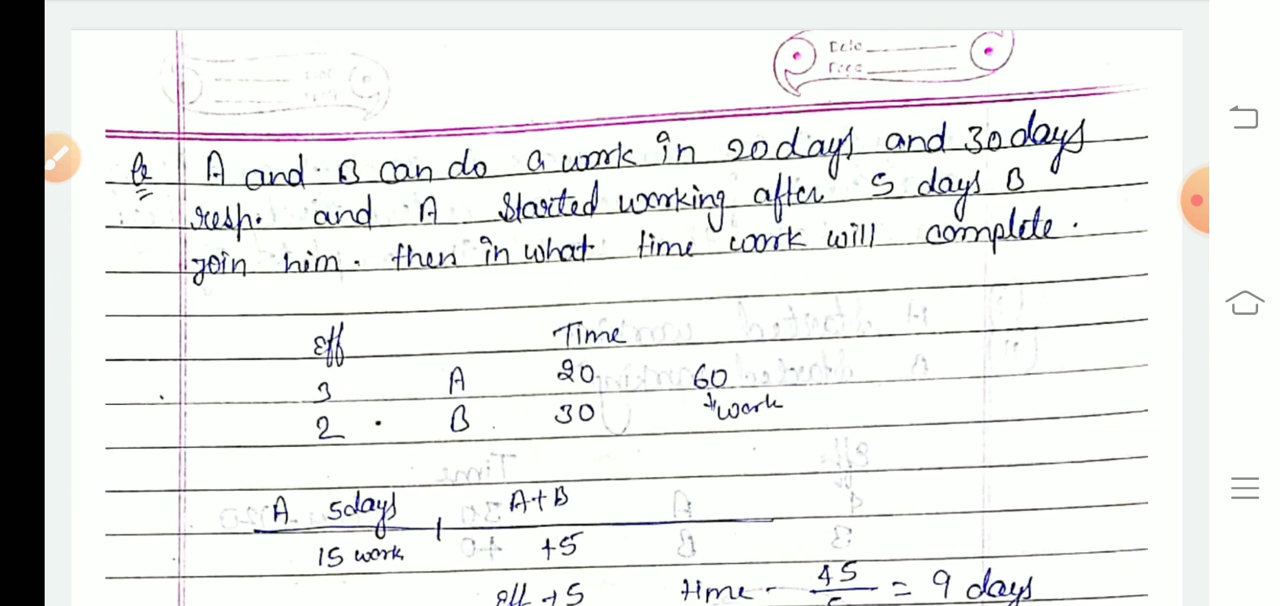 Date
Page
Q A and B can do a work in 20 days and 30 days
resp. and A started working after 5 days B
join him. then in what time work will complete.
Eff Time
3 A 20 60
2 B 30 work
A 5days A+B
15 work +5
eff → 5 time - 45/5 = 9 days